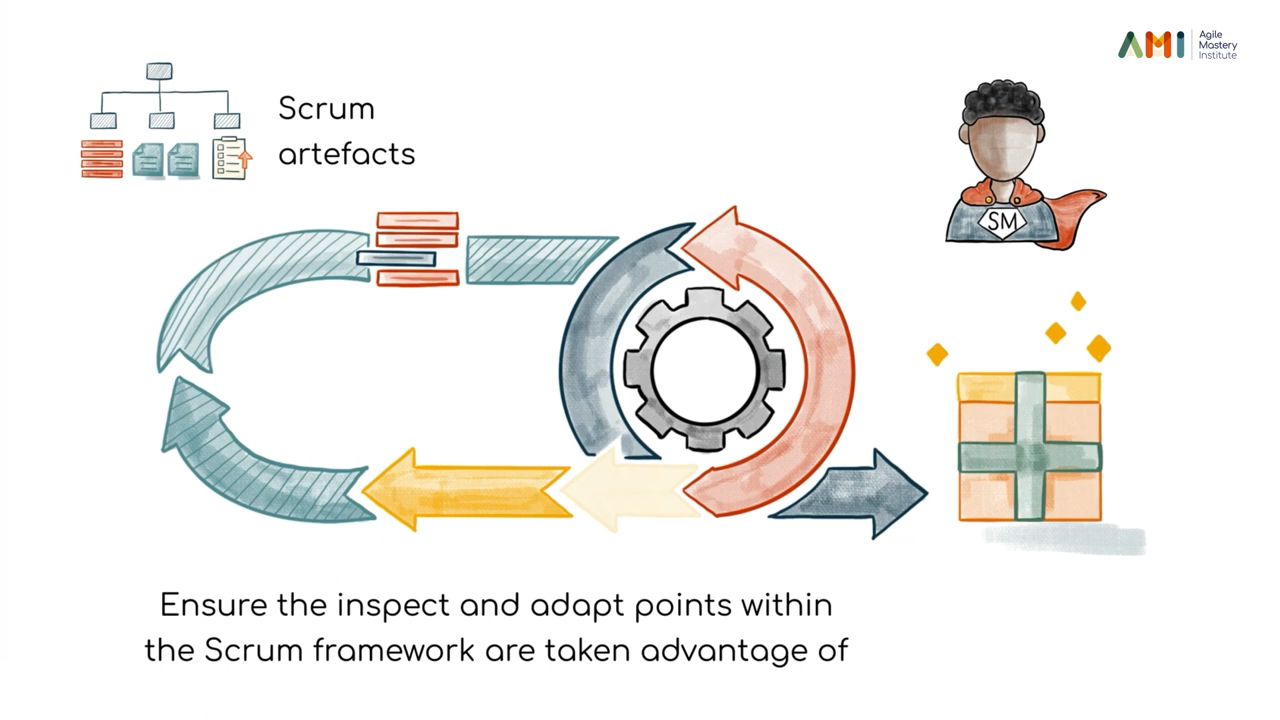 AMI
Agile
Mastery
Institute
Scrum
artefacts
SM
Ensure the inspect and adapt points within
the Scrum framework are taken advantage of